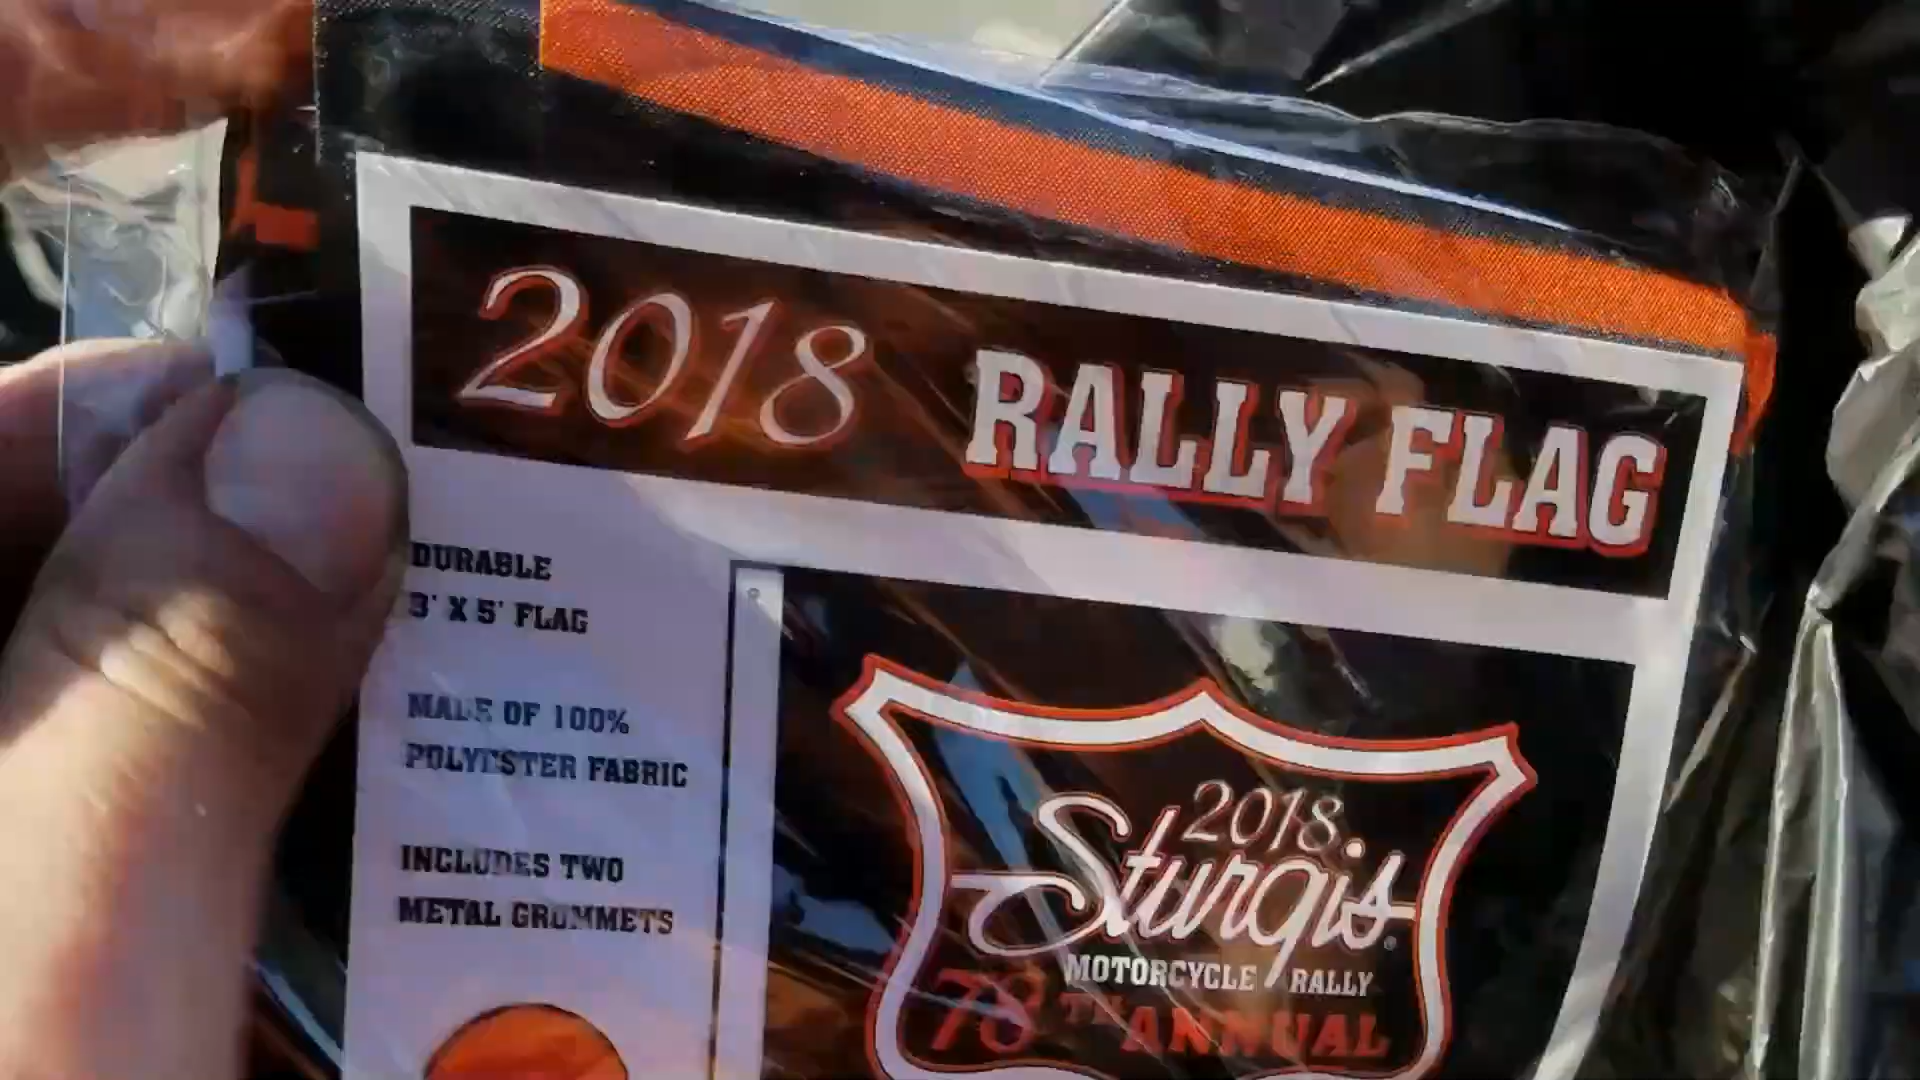 2018 RALLY FLAG
DURABLE
3' X 5' FLAG
MADE OF 100%
POLYESTER FABRIC
INCLUDES TWO
METAL GROMMETS
2018
Sturgis®
MOTORCYCLE RALLY
78TH ANNUAL